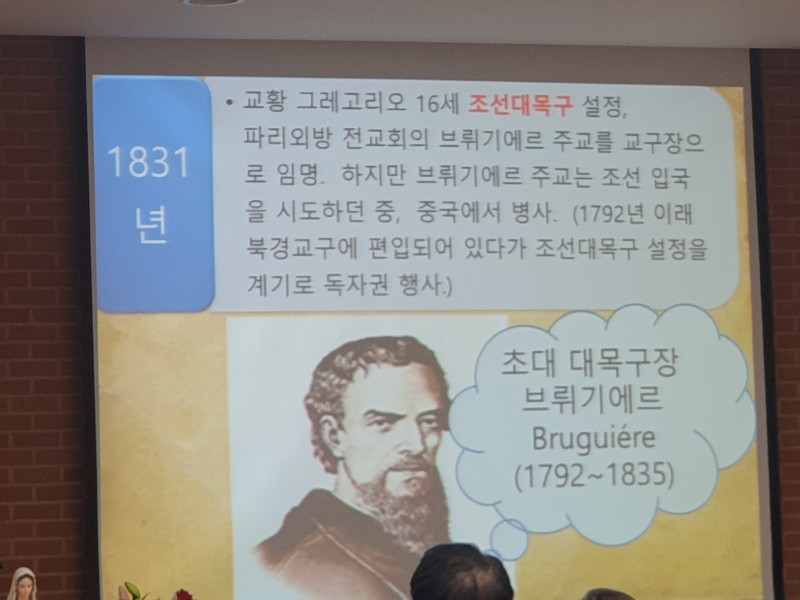 1831
년
• 교황 그레고리오 16세 조선대목구 설정,
파리외방 전교회의 브뤼기에르 주교를 교구장으
로 임명. 하지만 브뤼기에르 주교는 조선 입국
을 시도하던 중, 중국에서 병사. (1792년 이래
북경교구에 편입되어 있다가 조선대목구 설정을
계기로 독자권 행사.)
초대 대목구장
브뤼기에르
Bruguiére
(1792~1835)